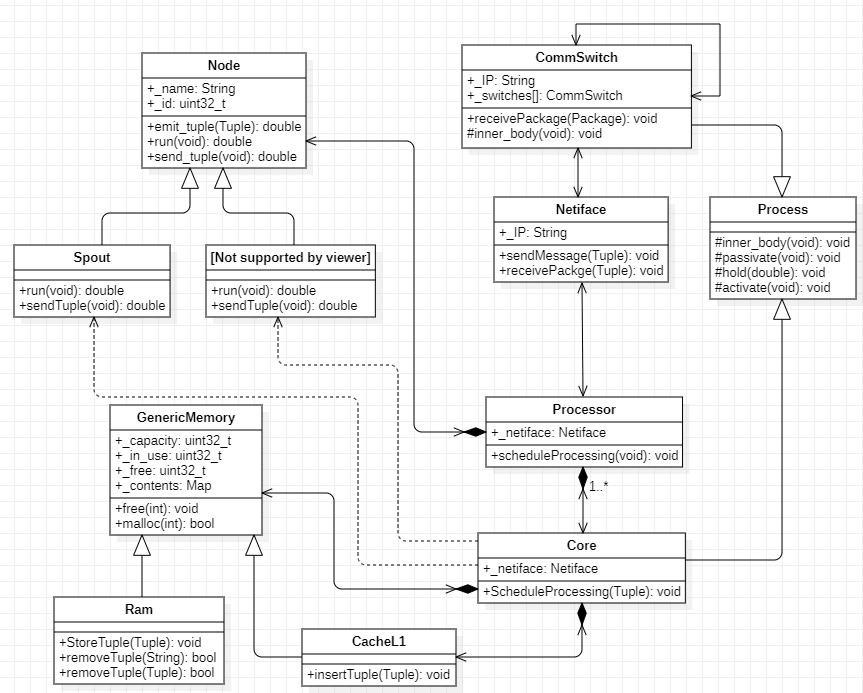 Node
+_name: String
+_id: uint32_t
+emit_tuple(Tuple): double
+run(void): double
+send_tuple(void): double
CommSwitch
+_IP: String
+_switches[]: CommSwitch
+receivePackage(Package): void
#inner_body(void): void
Netiface
+_IP: String
+sendMessage(Tuple): void
+receivePackge(Tuple): void
Process
#inner_body(void): void
#passivate(void): void
#hold(double): void
#activate(void): void
Spout
+run(void): double
+sendTuple(void): double
[Not supported by viewer]
+run(void): double
+sendTuple(void): double
GenericMemory
+_capacity: uint32_t
+_in_use: uint32_t
+_free: uint32_t
+_contents: Map
+free(int): void
+malloc(int): bool
Processor
+_netiface: Netiface
+scheduleProcessing(void): void
1..*
Core
+_netiface: Netiface
+ScheduleProcessing(Tuple): void
Ram
+StoreTuple(Tuple): void
+removeTuple(String): bool
+removeTuple(Tuple): bool
CacheL1
+insertTuple(Tuple): void